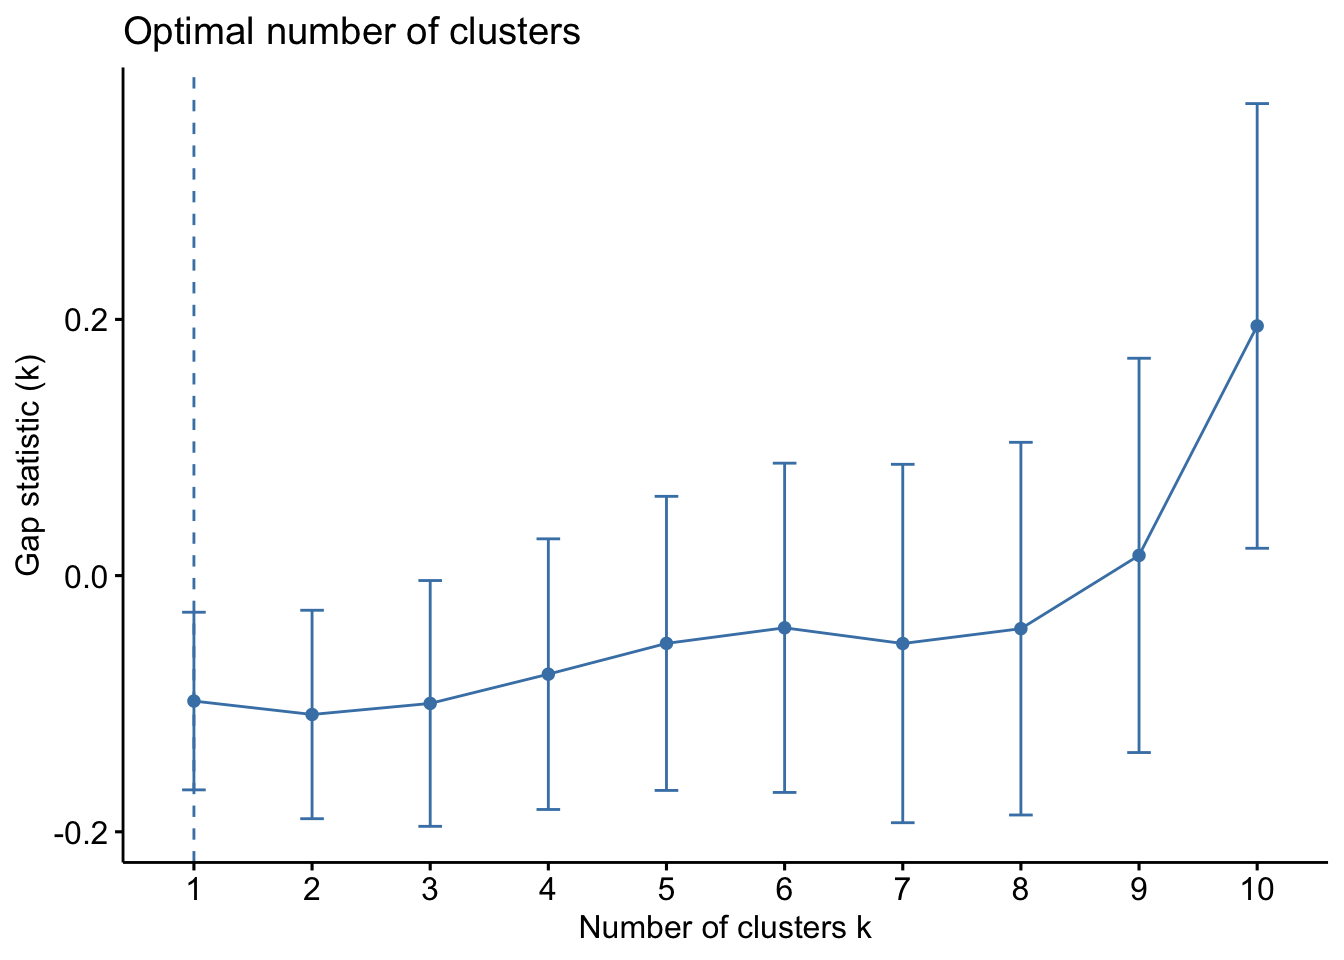 Optimal number of clusters
Gap statistic (k)
0.2
0.0
-0.2
1 2 3 4 5 6 7 8 9 10
Number of clusters k